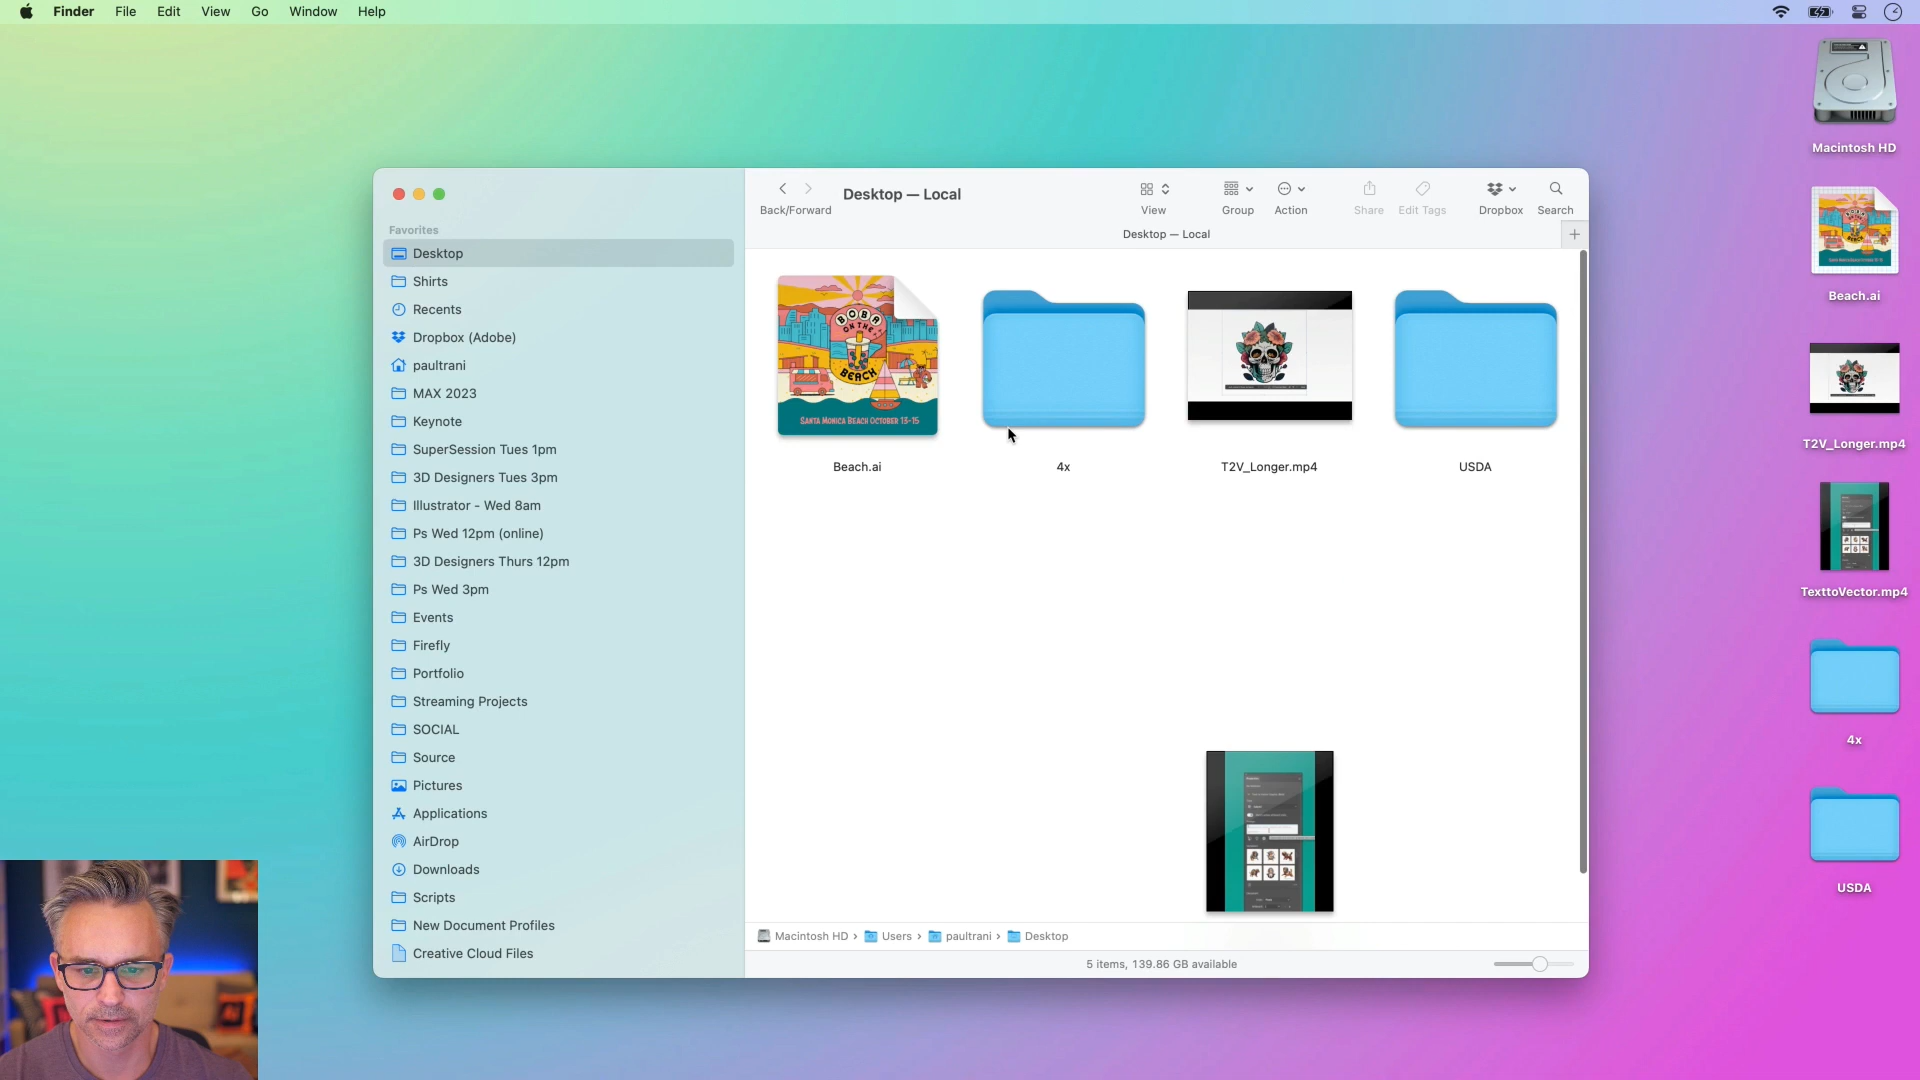 Finder File Edit View Go Window Help
Macintosh HD
Beach.ai
T2V_Longer.mp4
TexttoVector.mp4
4x
USDA
Favorites
Desktop
Shirts
Recents
Dropbox (Adobe)
paultrani
MAX 2023
Keynote
SuperSession Tues 1pm
3D Designers Tues 3pm
Illustrator - Wed 8am
Ps Wed 12pm (online)
3D Designers Thurs 12pm
Ps Wed 3pm
Events
Firefly
Portfolio
Streaming Projects
SOCIAL
Source
Pictures
Applications
AirDrop
Downloads
Scripts
New Document Profiles
Creative Cloud Files
Desktop — Local
Back/Forward View Group Action Share Edit Tags Dropbox Search
Desktop — Local
BOBA
ON THE
BEACH
SANTA MONICA BEACH OCTOBER 13-15
Beach.ai 4x T2V_Longer.mp4 USDA
Macintosh HD › Users › paultrani › Desktop
5 items, 139.86 GB available